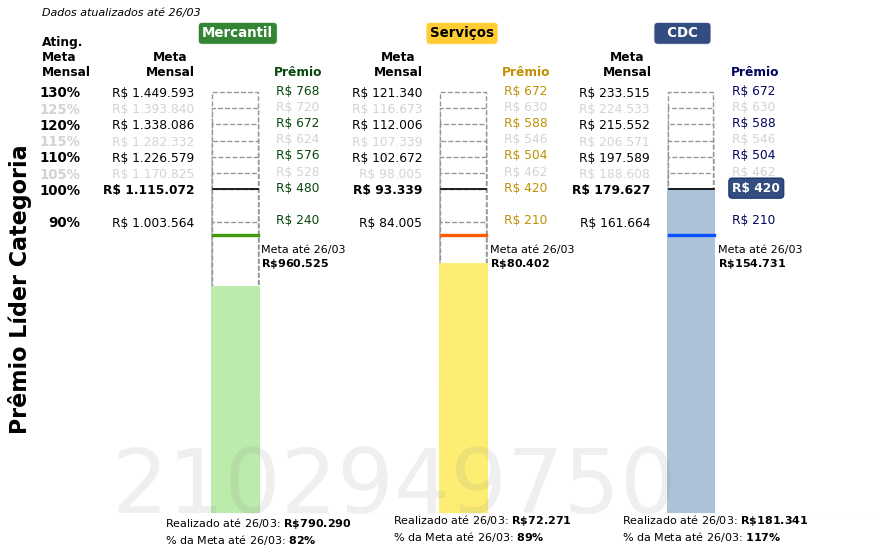 Dados atualizados até 26/03
Mercantil Serviços CDC
Ating. Meta Mensal Meta Mensal Prêmio Meta Mensal Prêmio Meta Mensal Prêmio
130% R$ 1.449.593 R$ 768 R$ 121.340 R$ 672 R$ 233.515 R$ 672
125% R$ 1.393.840 R$ 720 R$ 116.673 R$ 630 R$ 224.533 R$ 630
120% R$ 1.338.086 R$ 672 R$ 112.006 R$ 588 R$ 215.552 R$ 588
115% R$ 1.282.332 R$ 624 R$ 107.339 R$ 546 R$ 206.571 R$ 546
110% R$ 1.226.579 R$ 576 R$ 102.672 R$ 504 R$ 197.589 R$ 504
105% R$ 1.170.825 R$ 528 R$ 98.005 R$ 462 R$ 188.608 R$ 462
100% R$ 1.115.072 R$ 480 R$ 93.339 R$ 420 R$ 179.627 R$ 420
90% R$ 1.003.564 R$ 240 R$ 84.005 R$ 210 R$ 161.664 R$ 210
Meta até 26/03 Meta até 26/03 Meta até 26/03
R$960.525 R$80.402 R$154.731
Prêmio Líder Categoria
2102949750
Realizado até 26/03: R$790.290 Realizado até 26/03: R$72.271 Realizado até 26/03: R$181.341
% da Meta até 26/03: 82% % da Meta até 26/03: 89% % da Meta até 26/03: 117%